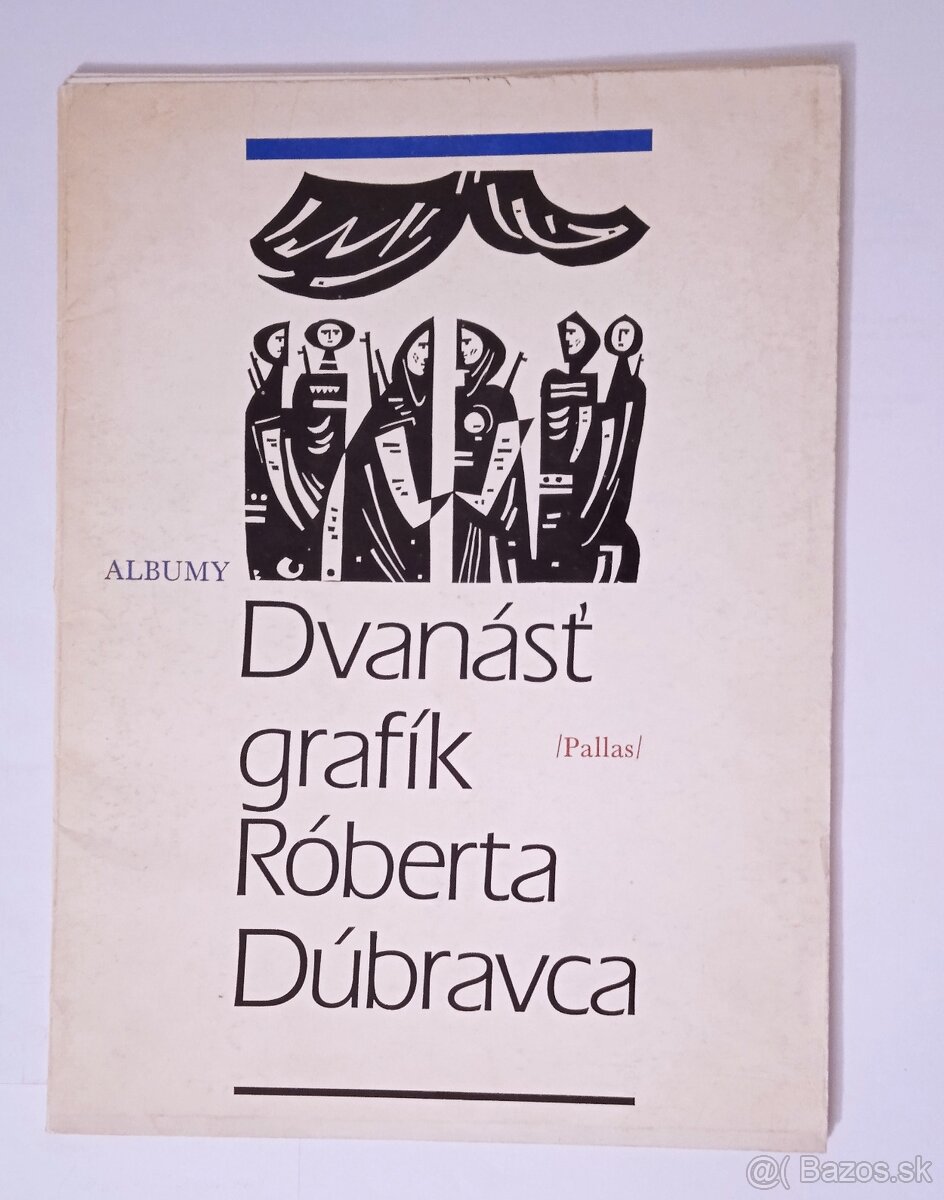 ALBUMY
Dvanásť
grafík
/Pallas/
Róberta
Dúbravca
@( Bazos.sk